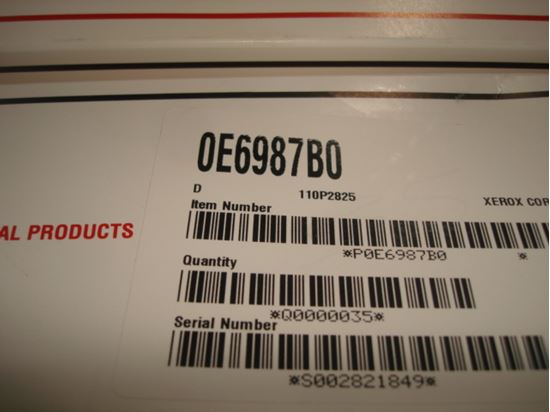 0E6987B0
D 110P2825 XEROX COR
Item Number
*P0E6987B0 *
AL PRODUCTS
Quantity
*Q0000035*
Serial Number
*S002821849*